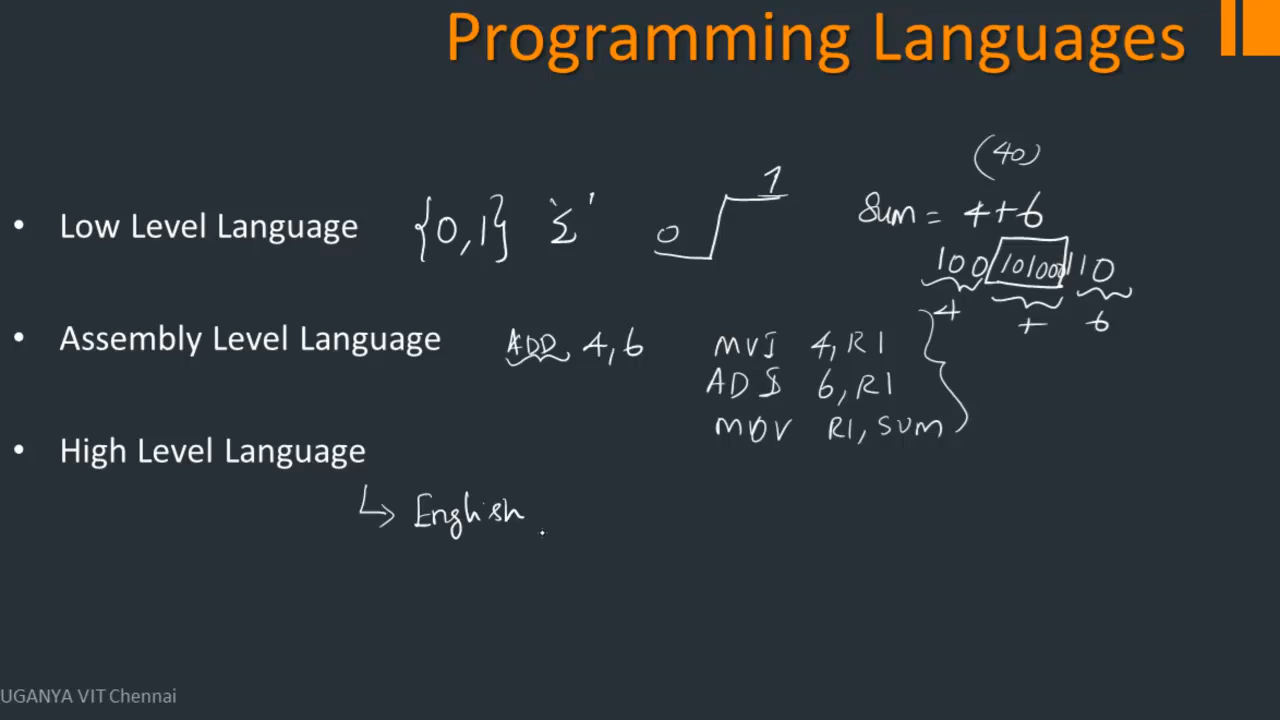 Programming Languages
(40)
• Low Level Language {0,1} 'Σ' 0 1 Sum = 4+6
100 101000 110
4 + 6
• Assembly Level Language ADD 4,6 MVI 4, R1
ADI 6, R1
MOV R1, SUM
• High Level Language
↳ English
UGANYA VIT Chennai